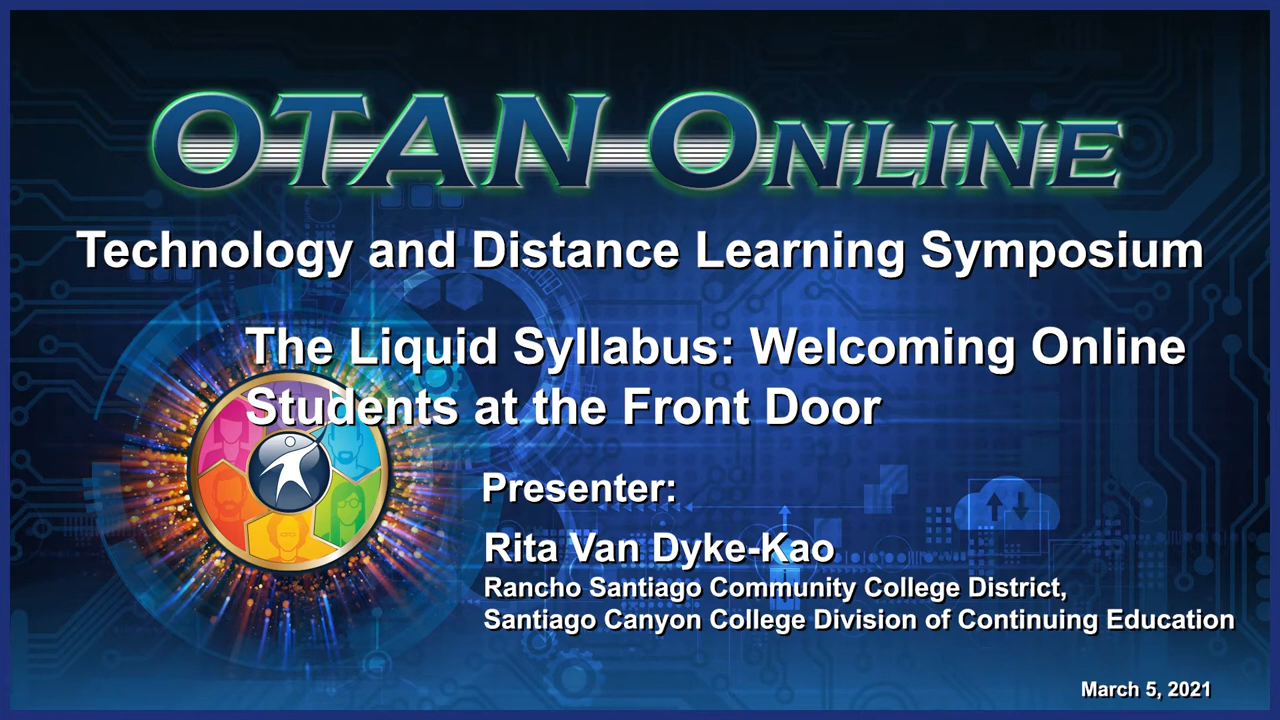 OTAN ONLINE
Technology and Distance Learning Symposium
The Liquid Syllabus: Welcoming Online
Students at the Front Door
Presenter:
Rita Van Dyke-Kao
Rancho Santiago Community College District,
Santiago Canyon College Division of Continuing Education
March 5, 2021